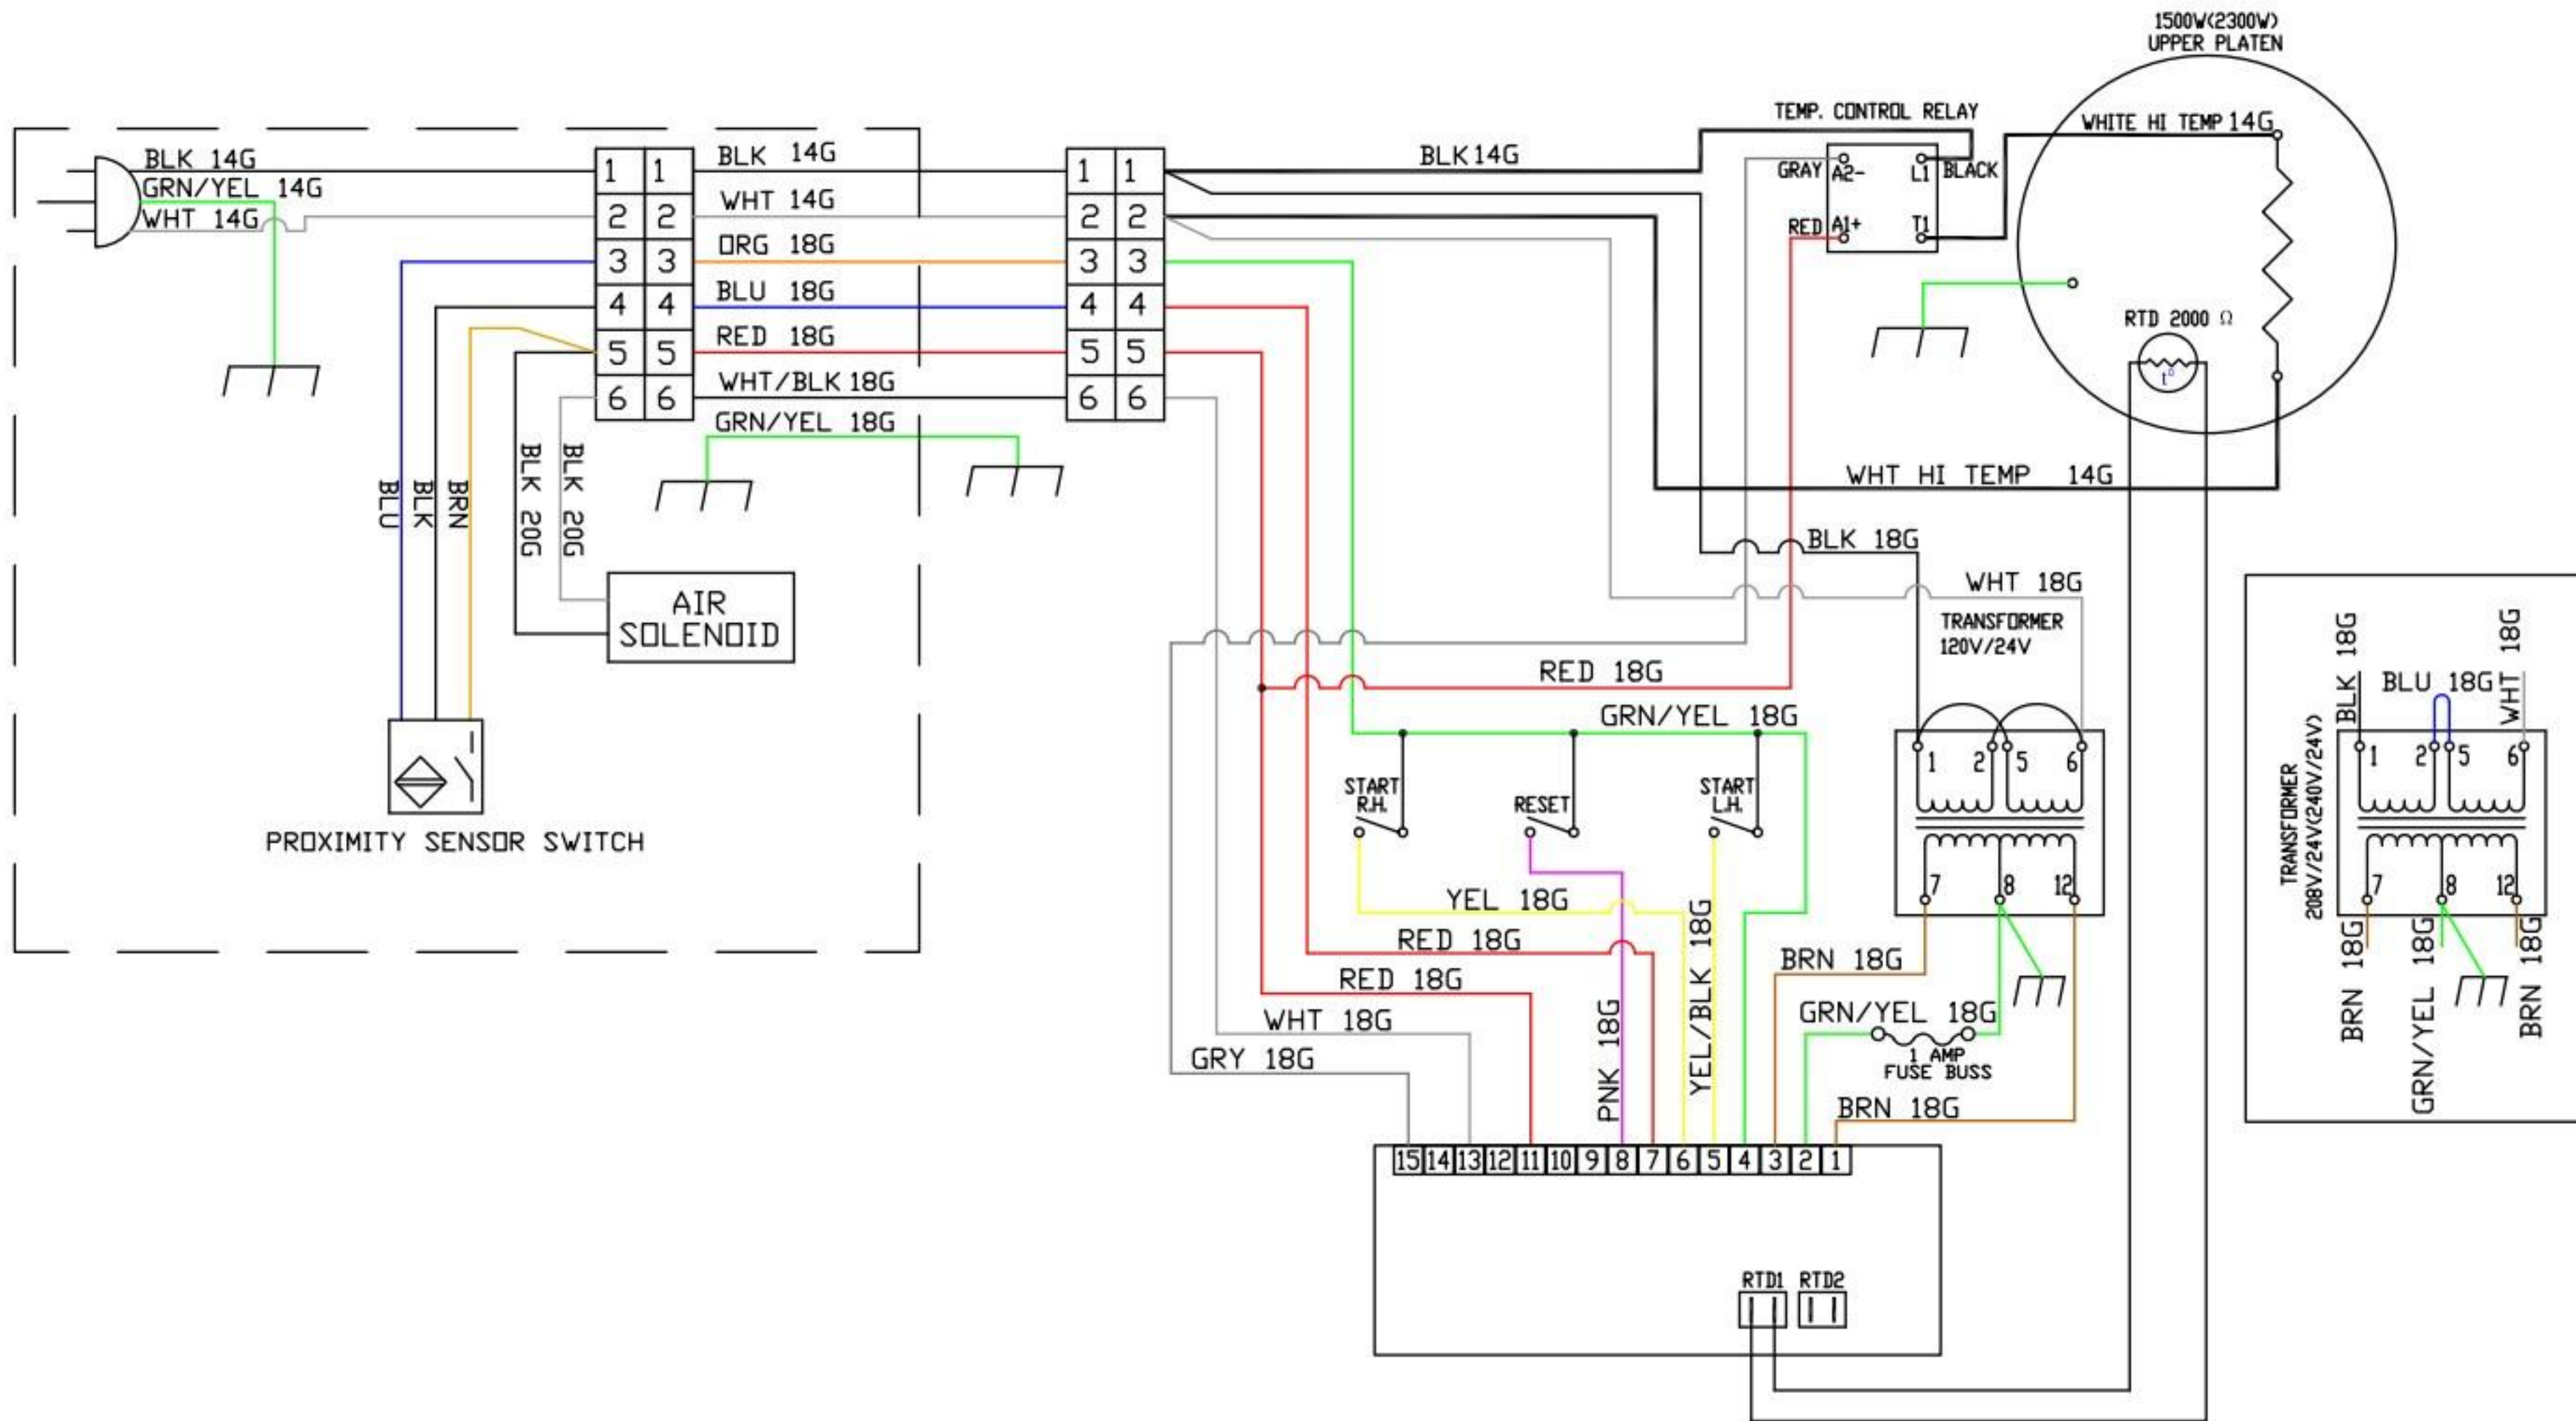 1500W(2300W)
UPPER PLATEN
TEMP. CONTROL RELAY
WHITE HI TEMP 14G
BLK 14G
GRN/YEL 14G
WHT 14G
1 1
2 2
3 3
4 4
5 5
6 6
BLK 14G
WHT 14G
ORG 18G
BLU 18G
RED 18G
WHT/BLK 18G
GRN/YEL 18G
1 1
2 2
3 3
4 4
5 5
6 6
BLK14G
GRAY A2- L1 BLACK
RED A1+ T1
RTD 2000 Ω
t°
WHT HI TEMP 14G
BLU
BLK
BRN
BLK 20G
BLK 20G
AIR
SOLENOID
PROXIMITY SENSOR SWITCH
BLK 18G
WHT 18G
TRANSFORMER
120V/24V
RED 18G
GRN/YEL 18G
START
R.H.
RESET
START
L.H.
1 2 5 6
7 8 12
YEL 18G
RED 18G
RED 18G
WHT 18G
GRY 18G
PNK 18G
YEL/BLK 18G
BRN 18G
GRN/YEL 18G
1 AMP
FUSE BUSS
BRN 18G
15 14 13 12 11 10 9 8 7 6 5 4 3 2 1
RTD1 RTD2
BLK 18G
BLU 18G
WHT 18G
TRANSFORMER
208V/24V(240V/24V)
1 2 5 6
7 8 12
BRN 18G
GRN/YEL 18G
BRN 18G